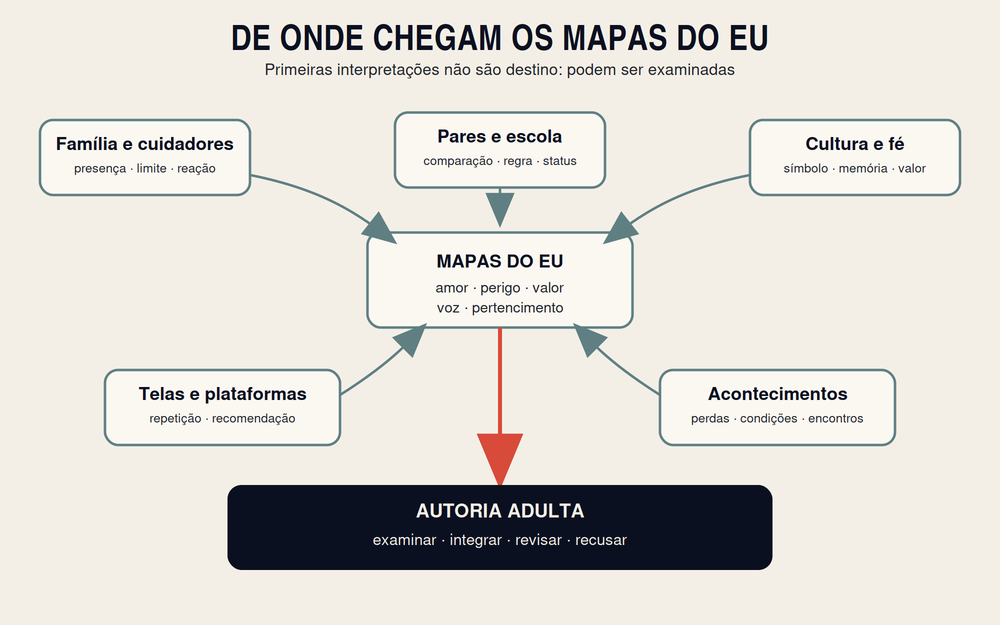 DE ONDE CHEGAM OS MAPAS DO EU
Primeiras interpretações não são destino: podem ser examinadas
Família e cuidadores
presença · limite · reação
Pares e escola
comparação · regra · status
Cultura e fé
símbolo · memória · valor
MAPAS DO EU
amor · perigo · valor
voz · pertencimento
Telas e plataformas
repetição · recomendação
Acontecimentos
perdas · condições · encontros
AUTORIA ADULTA
examinar · integrar · revisar · recusar